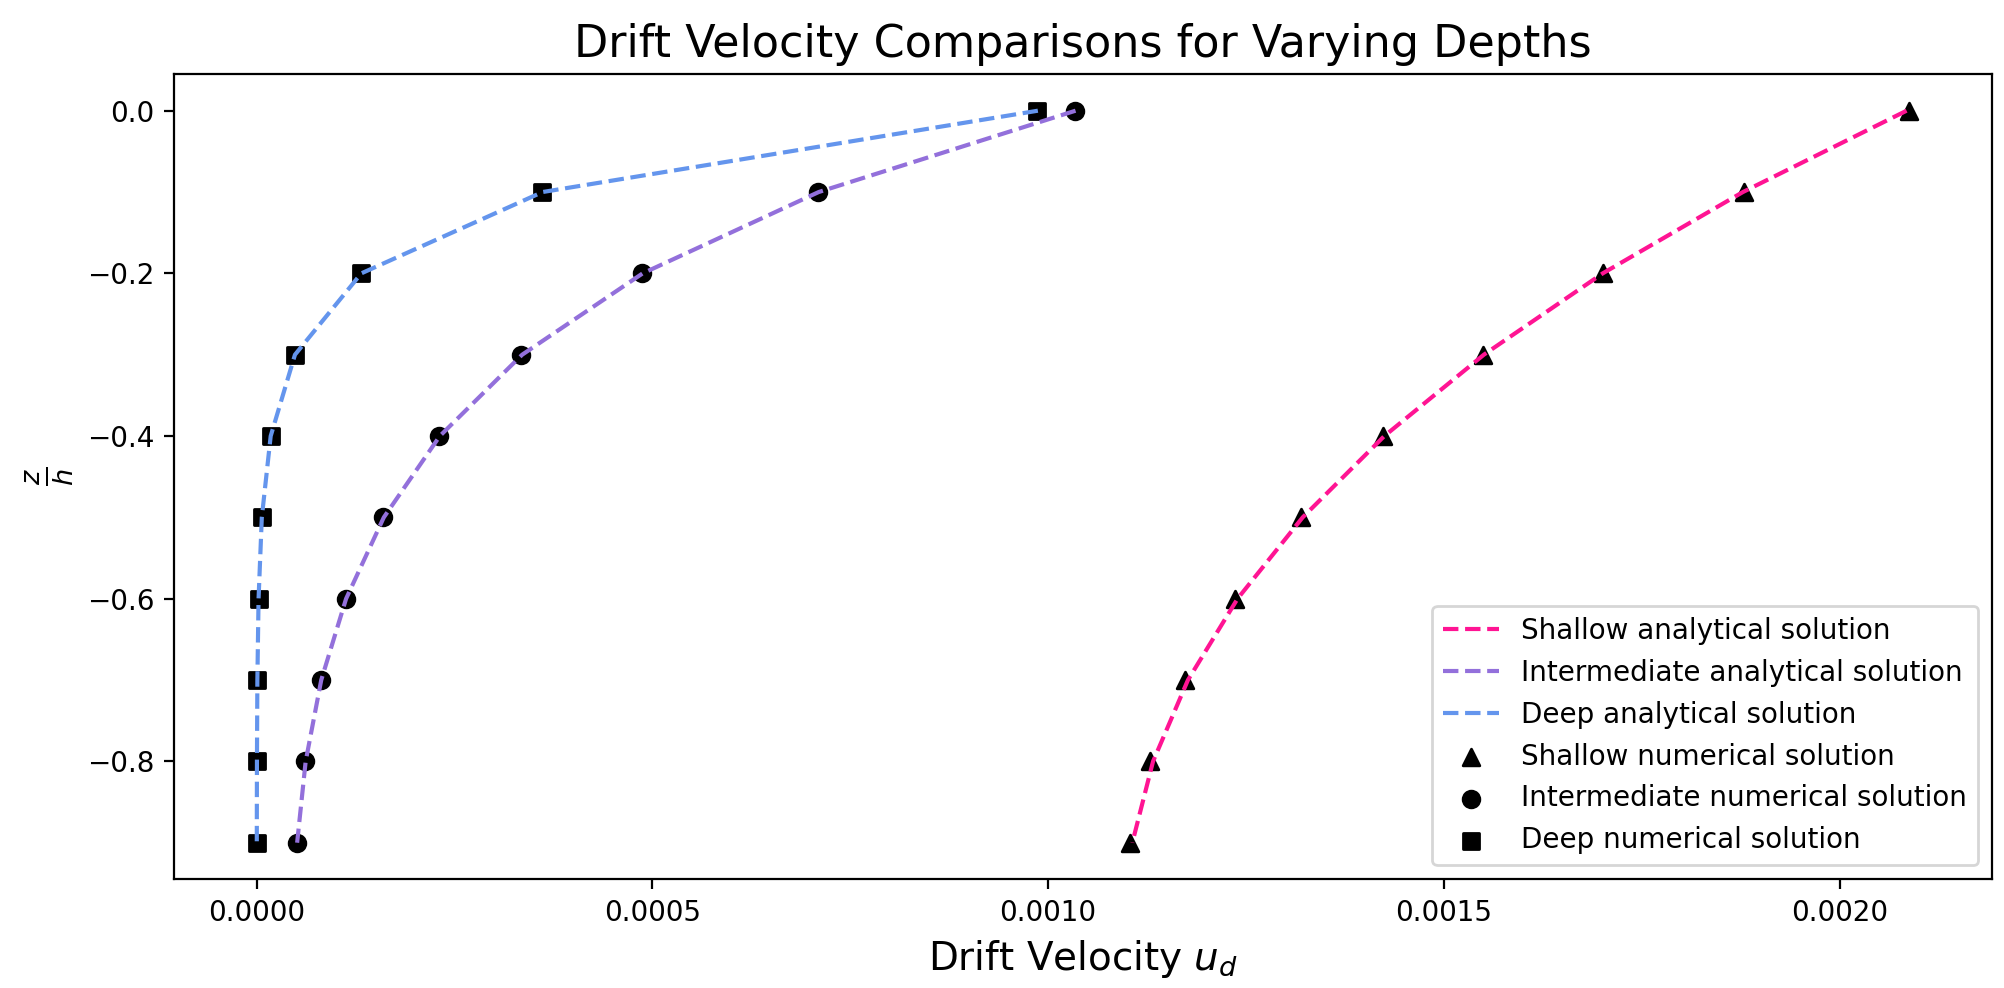 Drift Velocity Comparisons for Varying Depths
0.0
−0.2
−0.4
−0.6
−0.8
z
h
0.0000 0.0005 0.0010 0.0015 0.0020
Drift Velocity u_d
Shallow analytical solution
Intermediate analytical solution
Deep analytical solution
Shallow numerical solution
Intermediate numerical solution
Deep numerical solution